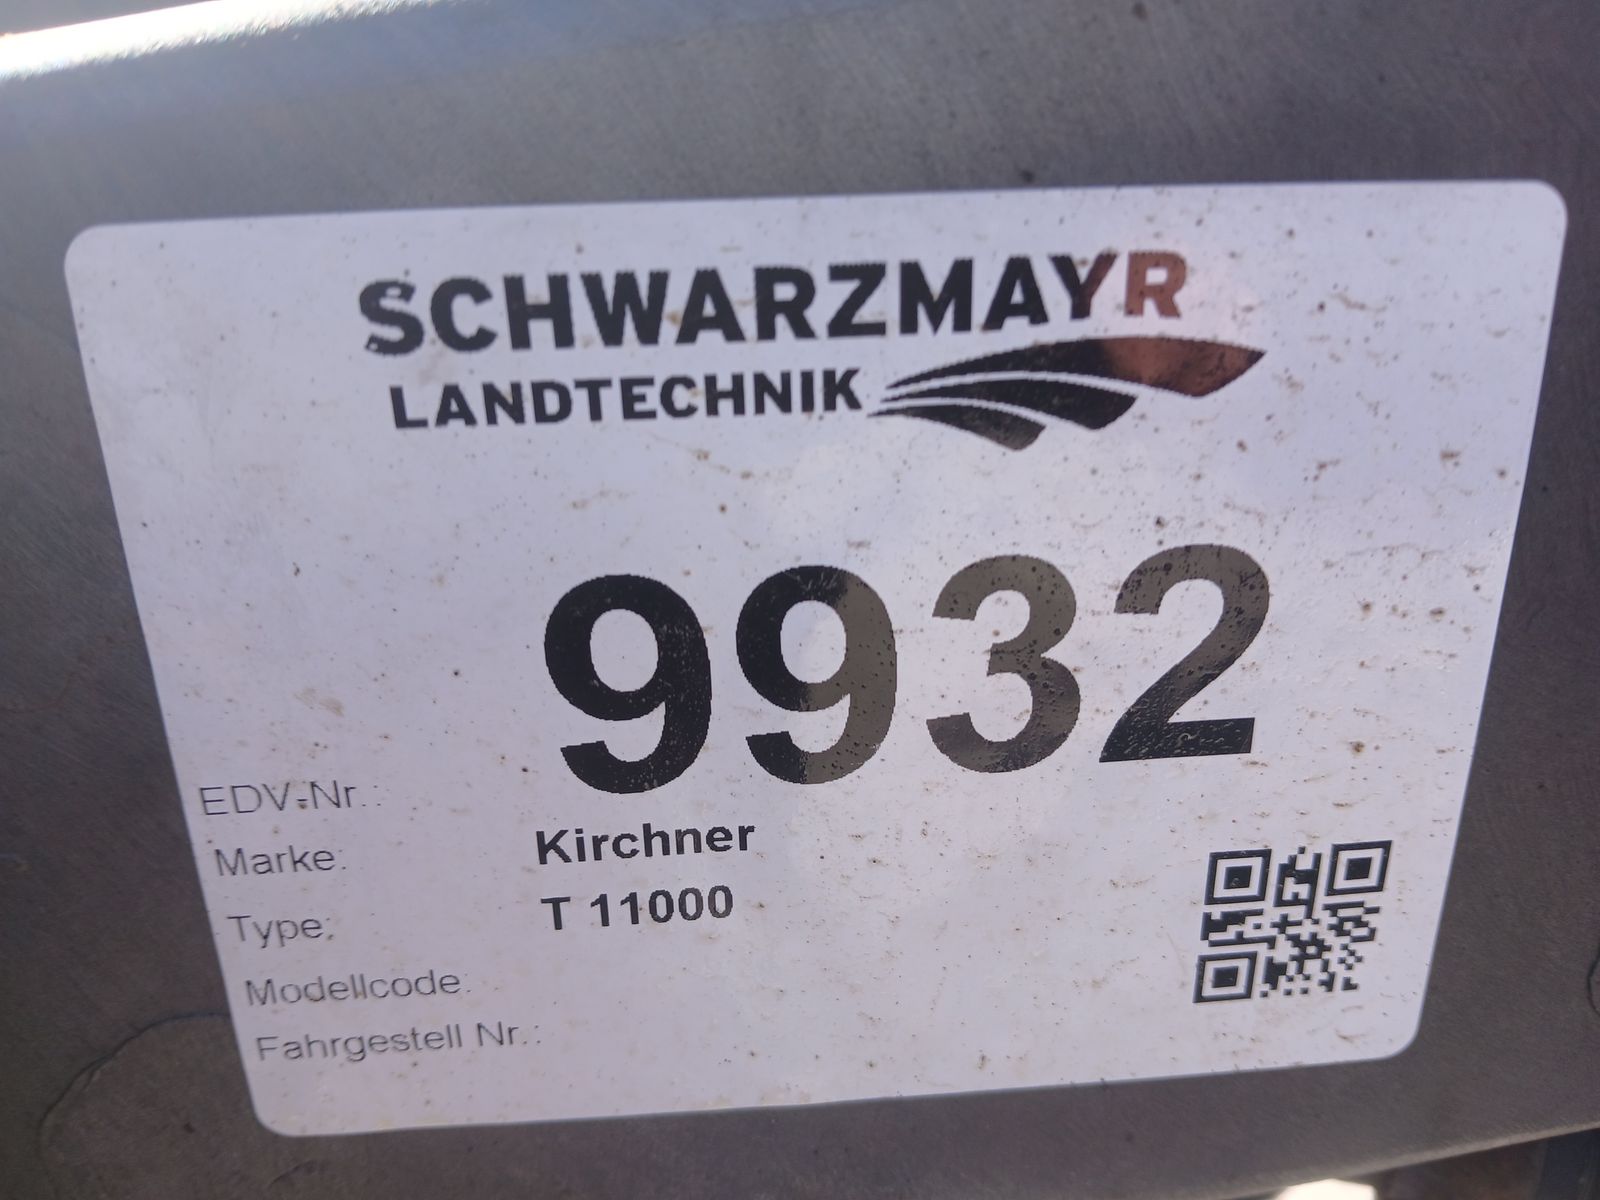 SCHWARZMAYR
LANDTECHNIK
EDV-Nr.: 9932
Marke: Kirchner
Type: T 11000
Modellcode:
Fahrgestell Nr.: